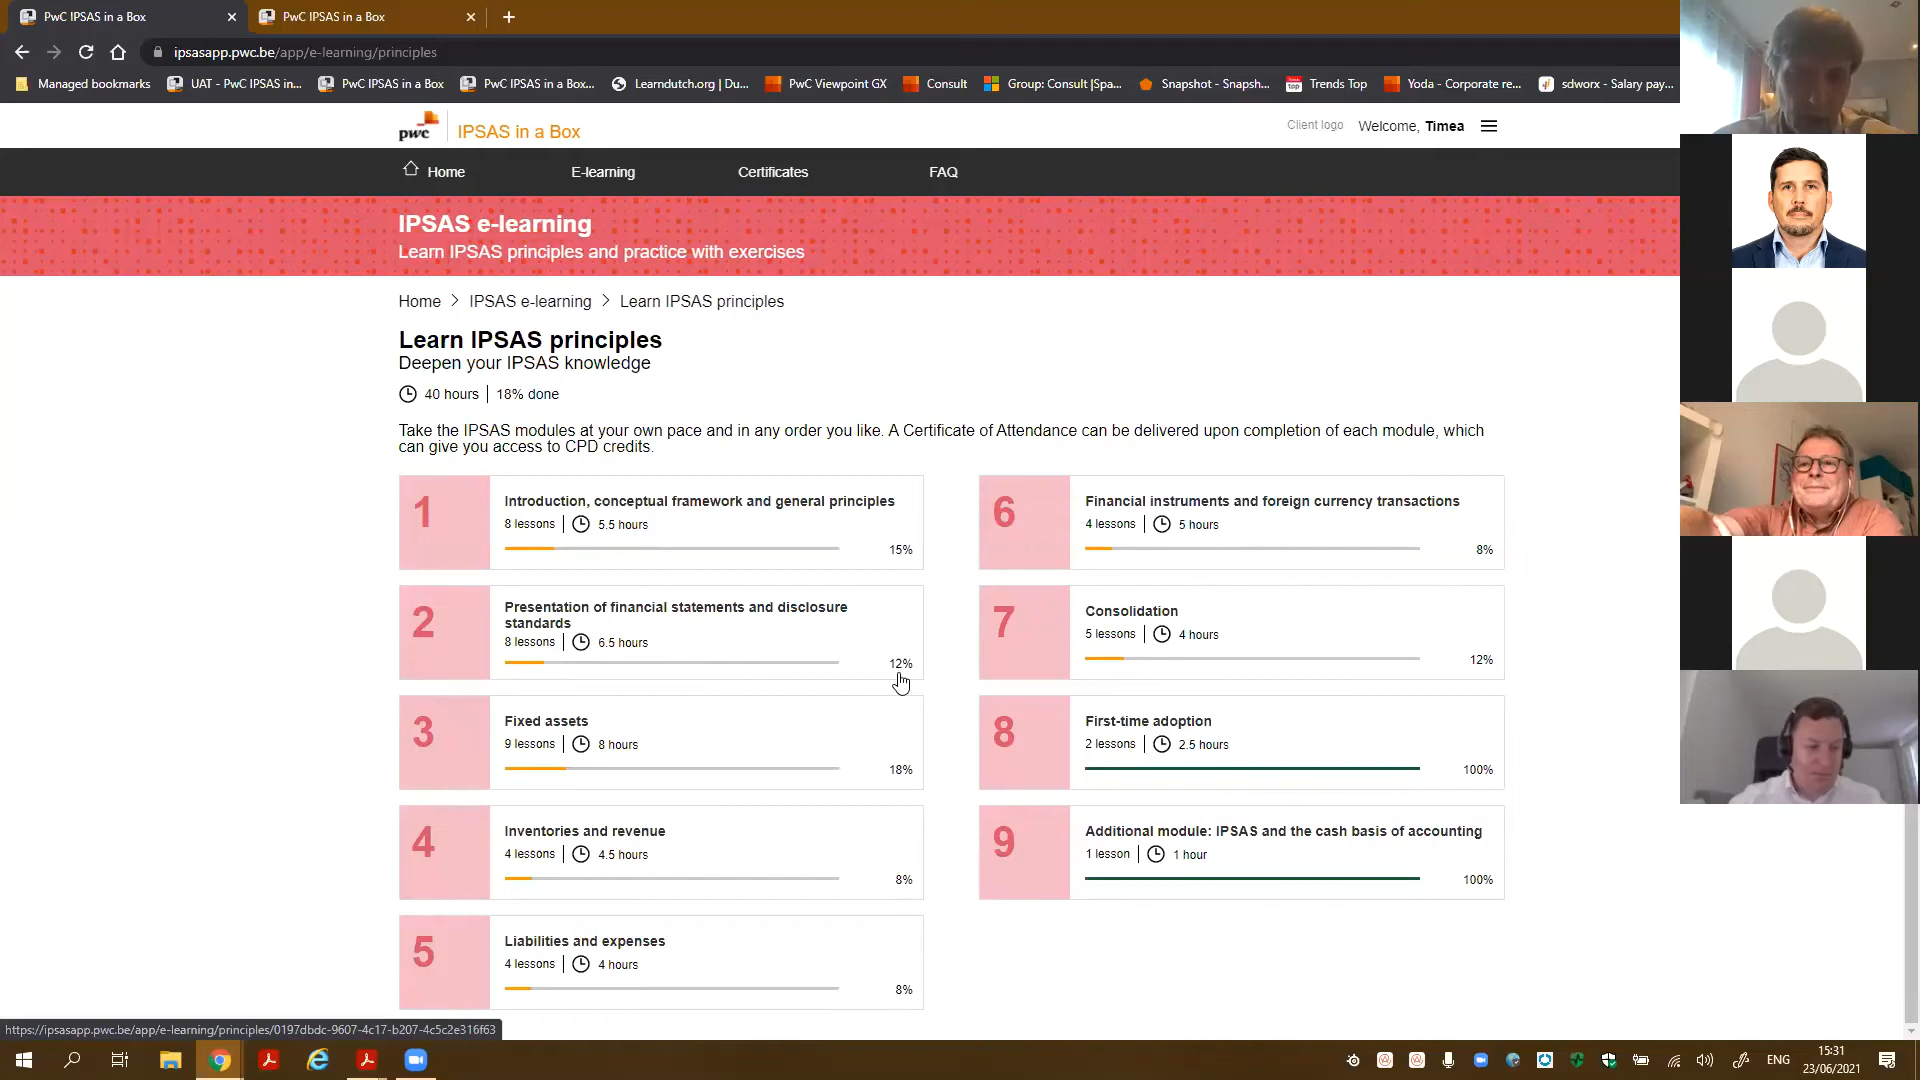 PwC IPSAS in a Box
PwC IPSAS in a Box
ipsasapp.pwc.be/app/e-learning/principles
Managed bookmarks
UAT - PwC IPSAS in...
PwC IPSAS in a Box
PwC IPSAS in a Box...
Learndutch.org | Du...
PwC Viewpoint GX
Consult
Group: Consult |Spa...
Snapshot - Snapsh...
Trends Top
Yoda - Corporate re...
sdworx - Salary pay...
pwc
IPSAS in a Box
Client logo
Welcome, Timea
Home
E-learning
Certificates
FAQ
IPSAS e-learning
Learn IPSAS principles and practice with exercises
Home > IPSAS e-learning > Learn IPSAS principles
Learn IPSAS principles
Deepen your IPSAS knowledge
40 hours | 18% done
Take the IPSAS modules at your own pace and in any order you like. A Certificate of Attendance can be delivered upon completion of each module, which
can give you access to CPD credits.
1
Introduction, conceptual framework and general principles
8 lessons | 5.5 hours
15%
2
Presentation of financial statements and disclosure
standards
8 lessons | 6.5 hours
12%
3
Fixed assets
9 lessons | 8 hours
18%
4
Inventories and revenue
4 lessons | 4.5 hours
8%
5
Liabilities and expenses
4 lessons | 4 hours
8%
6
Financial instruments and foreign currency transactions
4 lessons | 5 hours
8%
7
Consolidation
5 lessons | 4 hours
12%
8
First-time adoption
2 lessons | 2.5 hours
100%
9
Additional module: IPSAS and the cash basis of accounting
1 lesson | 1 hour
100%
https://ipsasapp.pwc.be/app/e-learning/principles/0197dbdc-9607-4c17-b207-4c5c2e316f63
ENG
15:31
23/06/2021